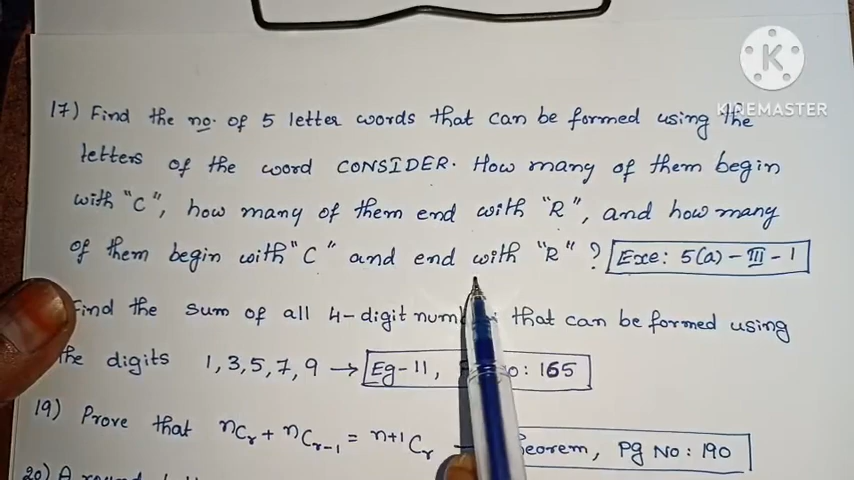 K
KINEMASTER
17) Find the no. of 5 letter words that can be formed using the
letters of the word CONSIDER. How many of them begin
with "C", how many of them end with "R", and how many
of them begin with "C" and end with "R"? Exe: 5(a)-III-1
Find the sum of all 4-digit that can be formed using
the digits 1,3,5,7,9 → Eg-11, : 165
19) Prove that nCr + nCr-1 = n+1Cr → eorem, Pg No: 190
20) A round